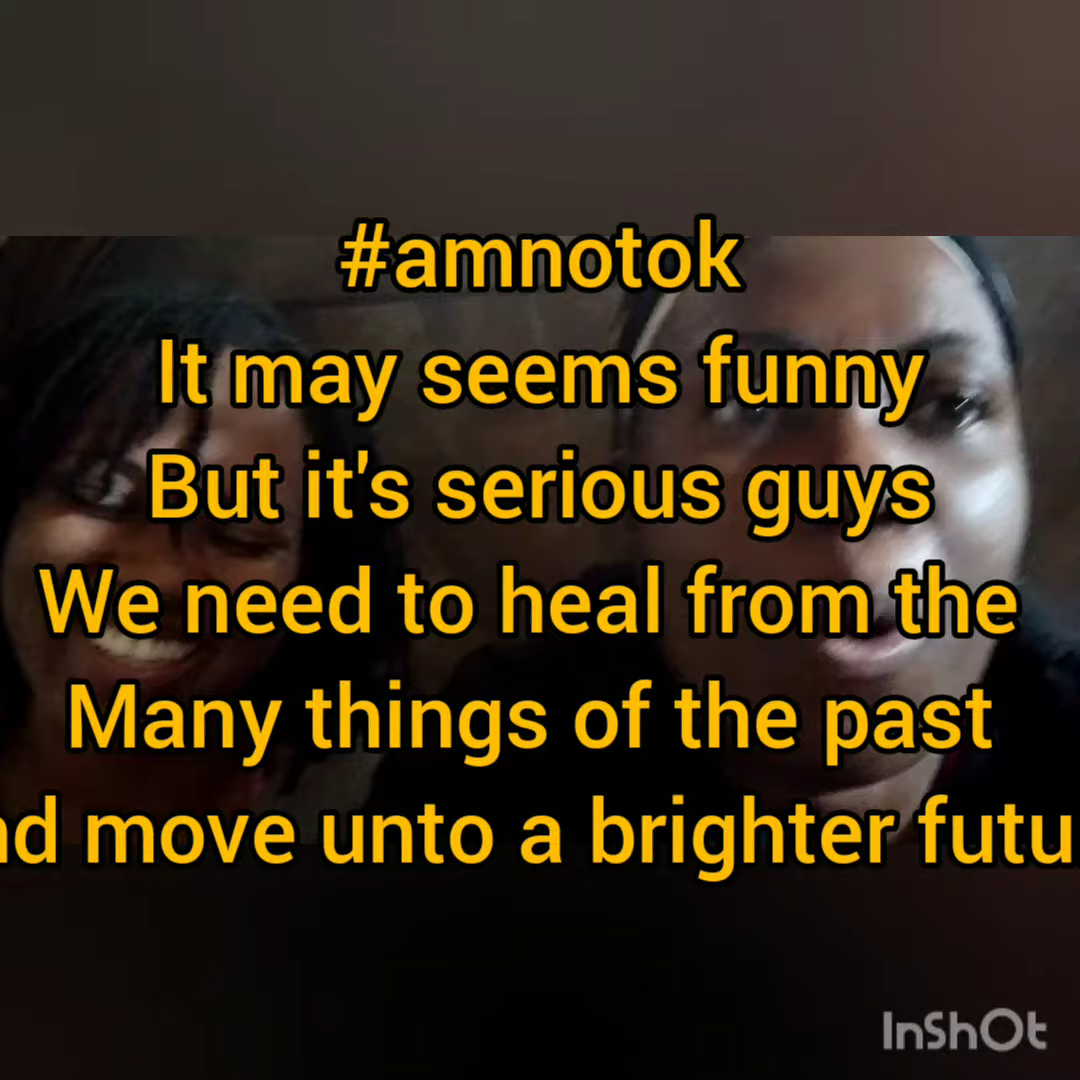 #amnotok
It may seems funny
But it's serious guys
We need to heal from the
Many things of the past
move unto a brighter
InShOt